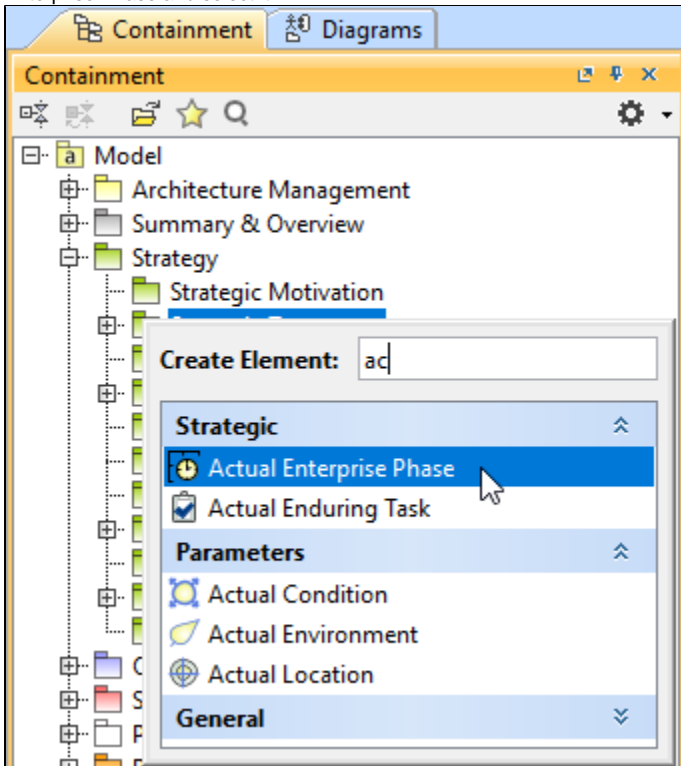 Containment
Diagrams
Containment
a Model
Architecture Management
Summary & Overview
Strategy
Strategic Motivation
Create Element: ac
Strategic
Actual Enterprise Phase
Actual Enduring Task
Parameters
Actual Condition
Actual Environment
Actual Location
General